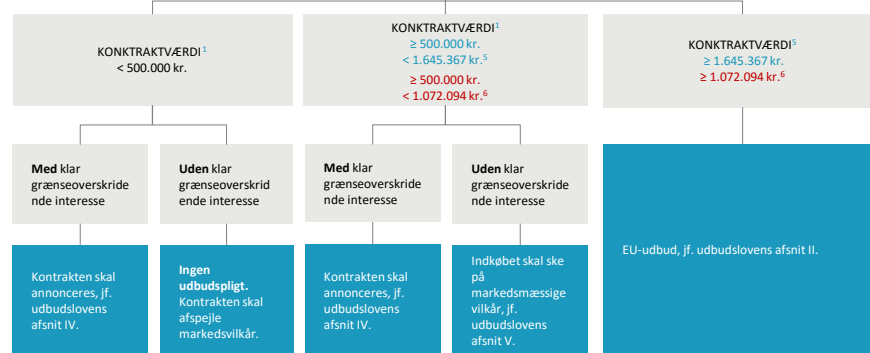 KONKTRAKTVÆRDI¹
< 500.000 kr.
KONKTRAKTVÆRDI¹
≥ 500.000 kr.
< 1.645.367 kr.⁵
≥ 500.000 kr.
< 1.072.094 kr.⁶
KONKTRAKTVÆRDI⁵
≥ 1.645.367 kr.
≥ 1.072.094 kr.⁶
Med klar
grænseoverskride
nde interesse
Uden klar
grænseoverskrid
ende interesse
Med klar
grænseoverskride
nde interesse
Uden klar
grænseoverskride
nde interesse
Kontrakten skal
annonceres, jf.
udbudslovens
afsnit IV.
Ingen
udbudspligt.
Kontrakten skal
afspejle
markedsvilkår.
Kontrakten skal
annonceres, jf.
udbudslovens
afsnit IV.
Indkøbet skal ske
på
markedsmæssige
vilkår, jf.
udbudslovens
afsnit V.
EU-udbud, jf. udbudslovens afsnit II.